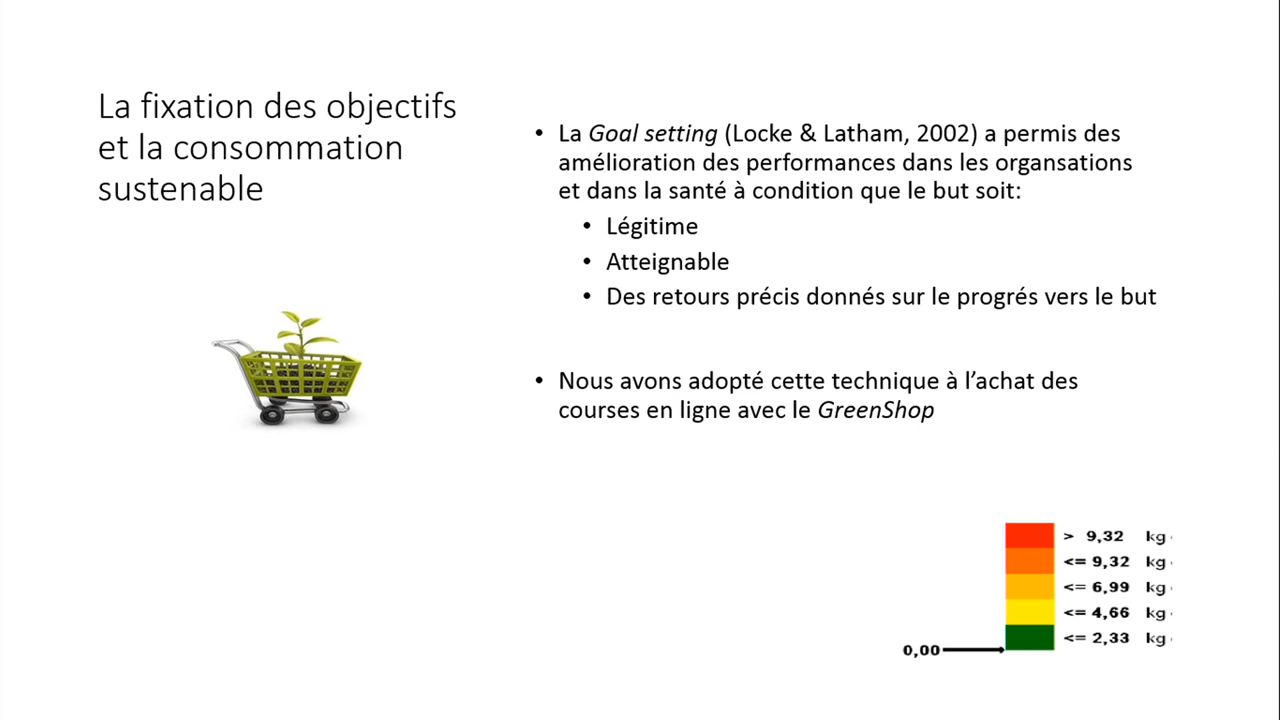 La fixation des objectifs
et la consommation
sustenable
• La Goal setting (Locke & Latham, 2002) a permis des
amélioration des performances dans les organsations
et dans la santé à condition que le but soit:
• Légitime
• Atteignable
• Des retours précis donnés sur le progrés vers le but
• Nous avons adopté cette technique à l’achat des
courses en ligne avec le GreenShop
> 9,32 kg
<= 9,32 kg
<= 6,99 kg
<= 4,66 kg
<= 2,33 kg
0,00